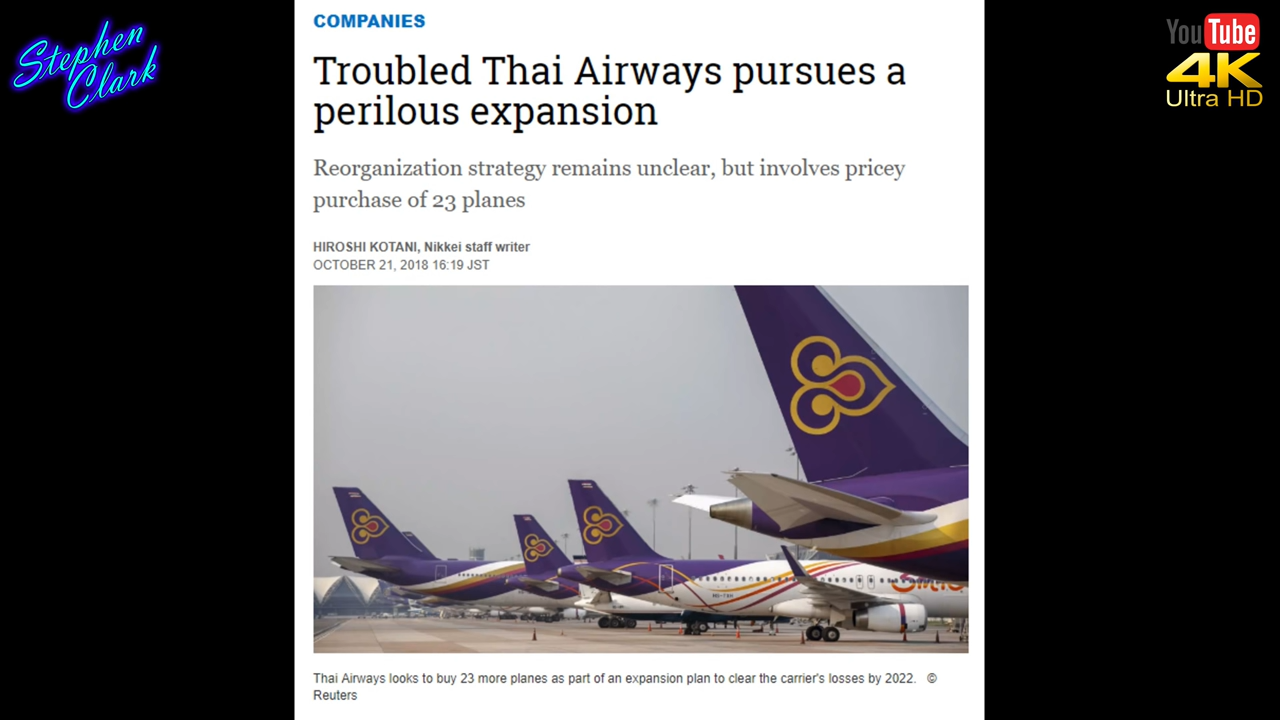 Stephen
Clark
YouTube
4K
Ultra HD
COMPANIES
Troubled Thai Airways pursues a
perilous expansion
Reorganization strategy remains unclear, but involves pricey
purchase of 23 planes
HIROSHI KOTANI, Nikkei staff writer
OCTOBER 21, 2018 16:19 JST
Thai Airways looks to buy 23 more planes as part of an expansion plan to clear the carrier's losses by 2022. ©
Reuters